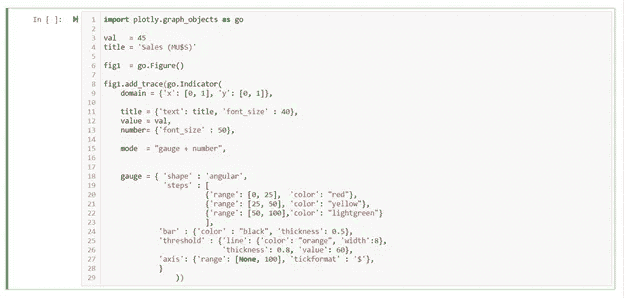 In [ ]:
1 import plotly.graph_objects as go
2
3 val   = 45
4 title = 'Sales (MU$S)'
5
6 fig1  = go.Figure()
7
8 fig1.add_trace(go.Indicator(
9     domain = {'x': [0, 1], 'y': [0, 1]},
10
11     title = {'text': title, 'font_size' : 40},
12     value = val,
13     number= {'font_size' : 50},
14
15     mode  = "gauge + number",
16
17
18     gauge = { 'shape' : 'angular',
19               'steps' : [
20                         {'range': [0, 25],  'color': "red"},
21                         {'range': [25, 50], 'color': "yellow"},
22                         {'range': [50, 100],'color': "lightgreen"}
23                         ],
24              'bar' : {'color' : "black", 'thickness': 0.5},
25              'threshold' : {'line': {'color': "orange", 'width':8},
26                             'thickness': 0.8, 'value': 60},
27              'axis': {'range': [None, 100], 'tickformat' : '$'},
28              }
29                  ))